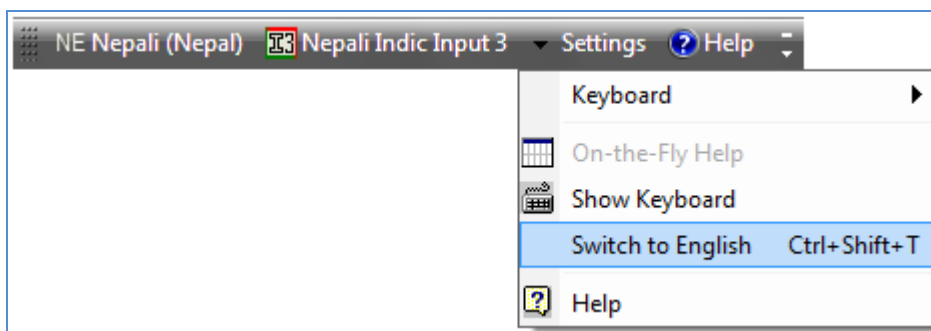 NE Nepali (Nepal) I3 Nepali Indic Input 3 Settings ? Help
Keyboard
On-the-Fly Help
Show Keyboard
Switch to English Ctrl+Shift+T
? Help